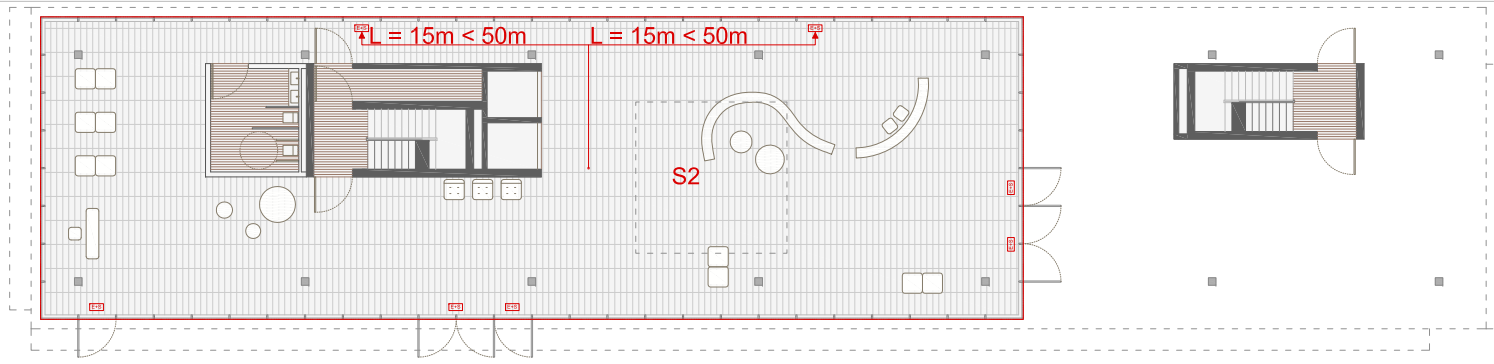 E+S E+S
L = 15m < 50m L = 15m < 50m
S2
E+S
E+S
E+S E+S E+S